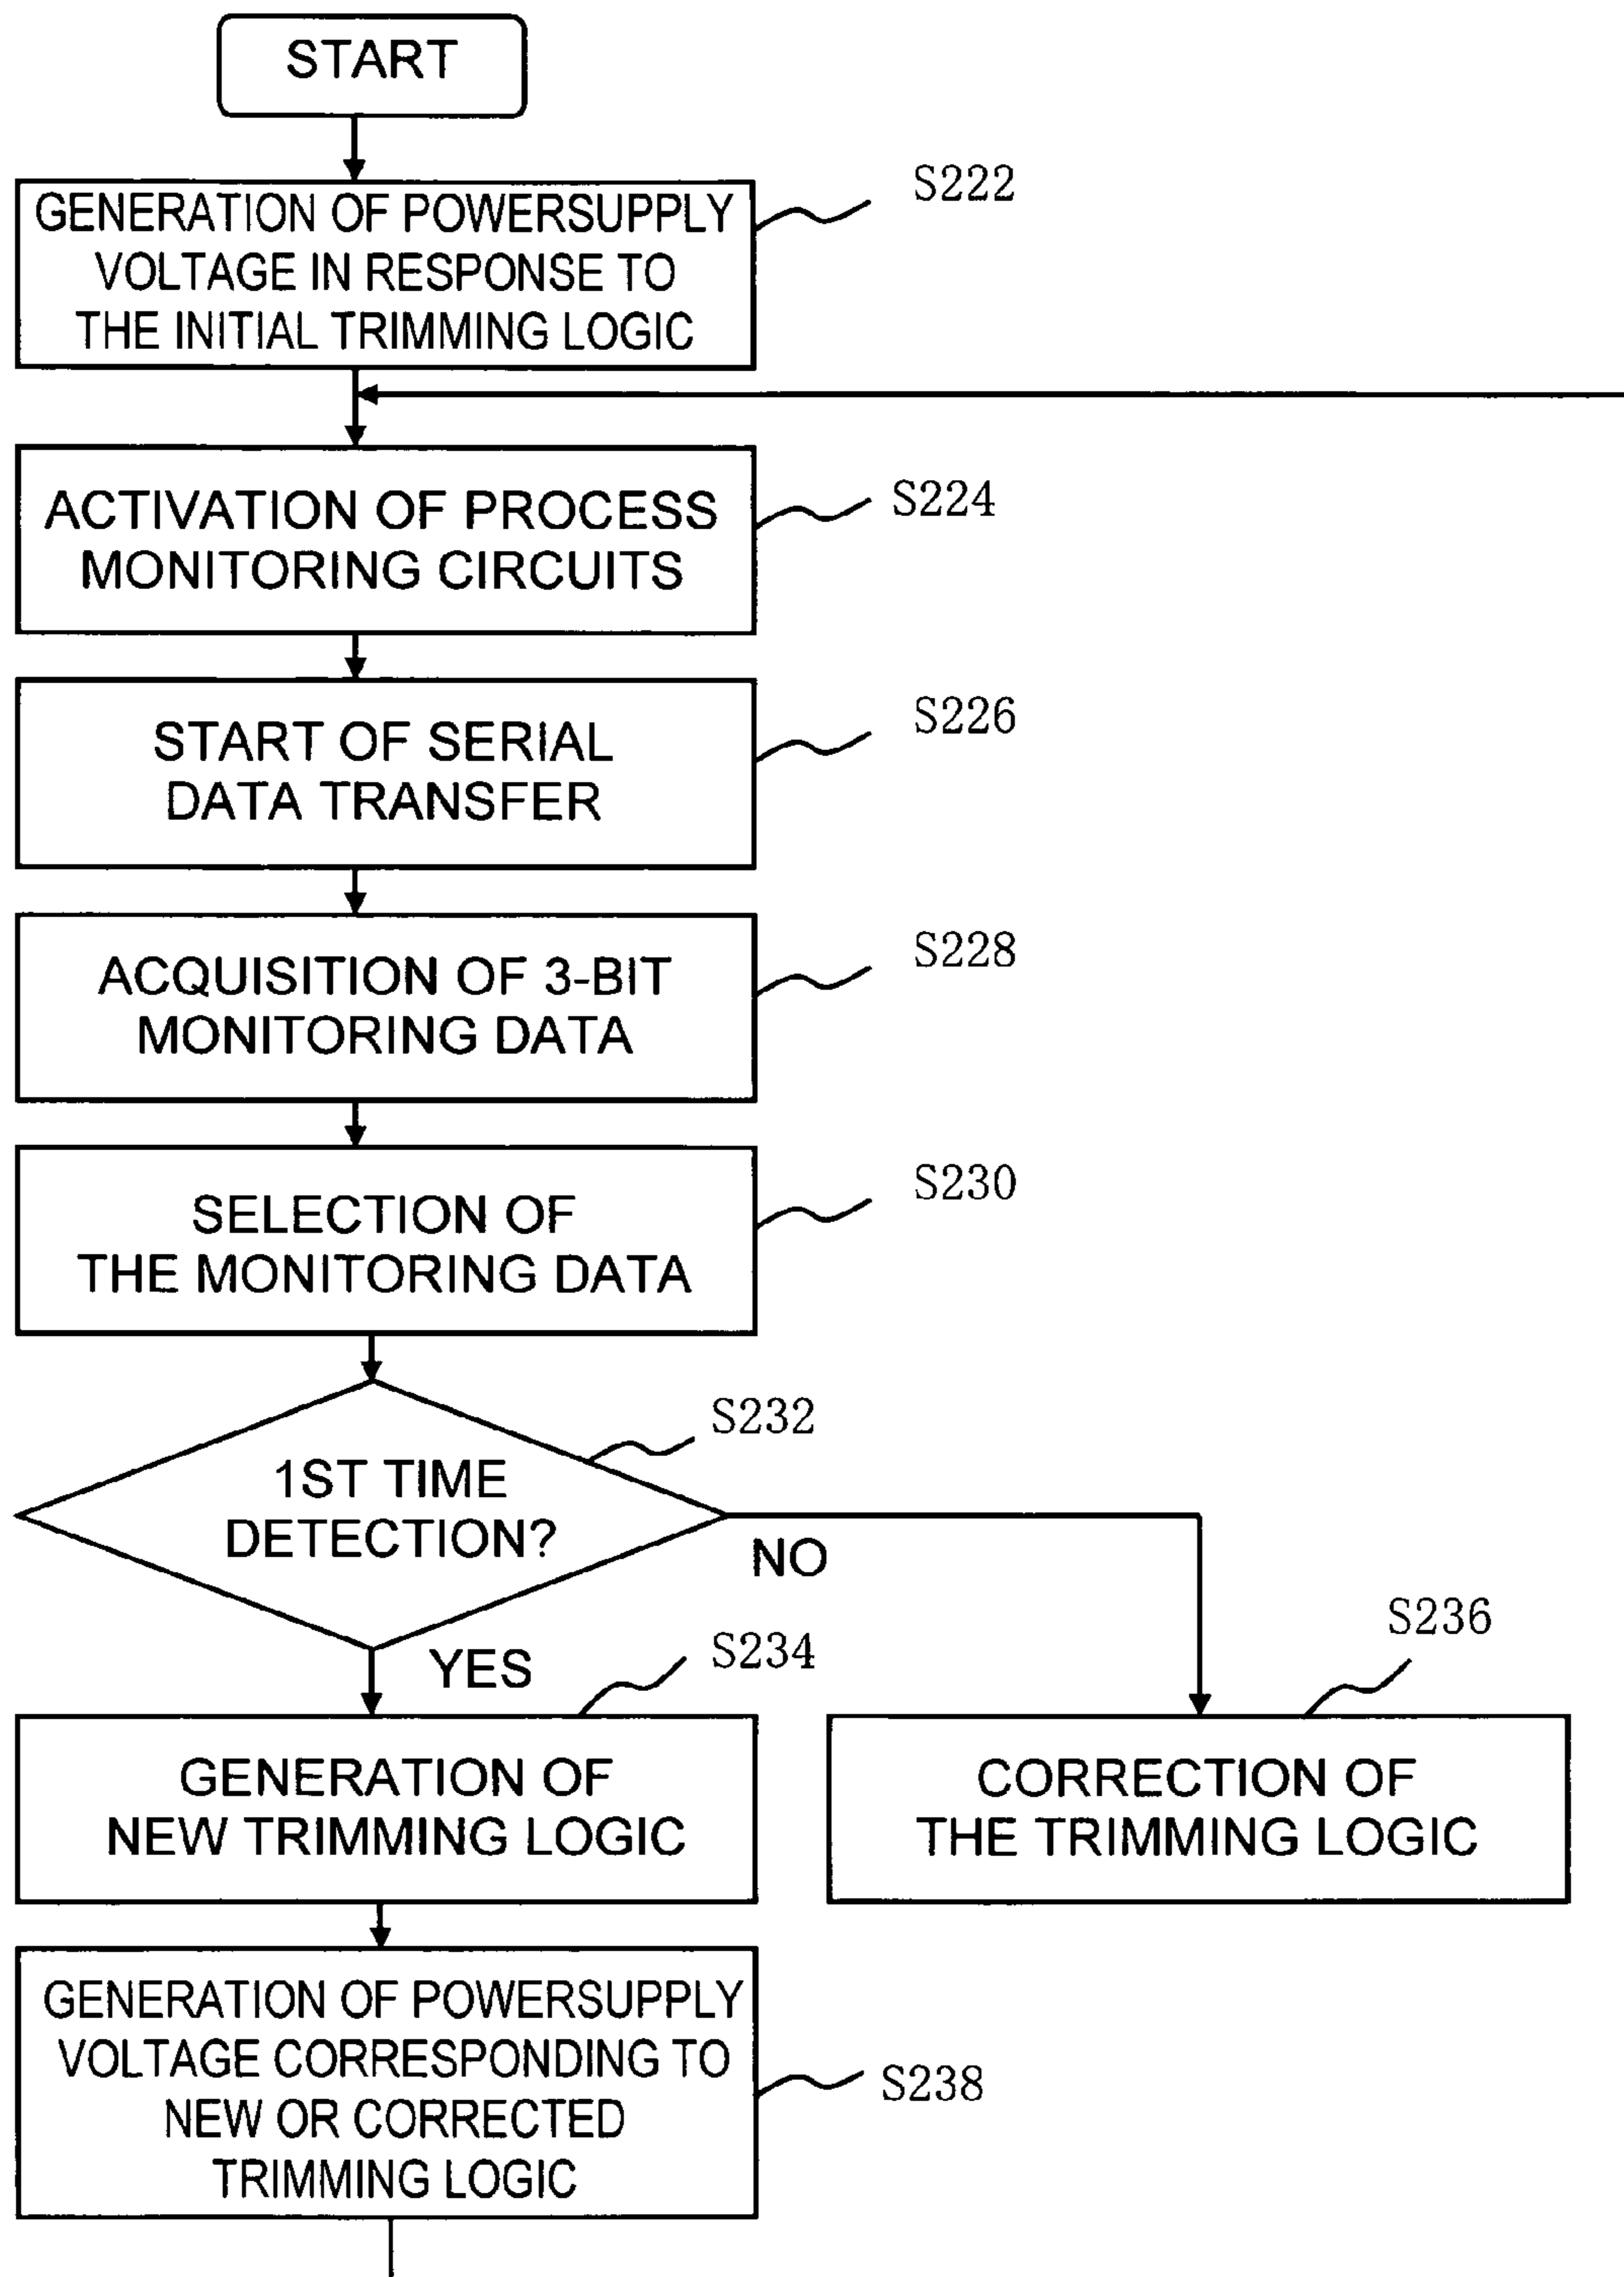 START
GENERATION OF POWERSUPPLY
VOLTAGE IN RESPONSE TO
THE INITIAL TRIMMING LOGIC
S222
ACTIVATION OF PROCESS
MONITORING CIRCUITS
S224
START OF SERIAL
DATA TRANSFER
S226
ACQUISITION OF 3-BIT
MONITORING DATA
S228
SELECTION OF
THE MONITORING DATA
S230
1ST TIME
DETECTION?
S232
NO
YES
S234
S236
GENERATION OF
NEW TRIMMING LOGIC
CORRECTION OF
THE TRIMMING LOGIC
GENERATION OF POWERSUPPLY
VOLTAGE CORRESPONDING TO
NEW OR CORRECTED
TRIMMING LOGIC
S238